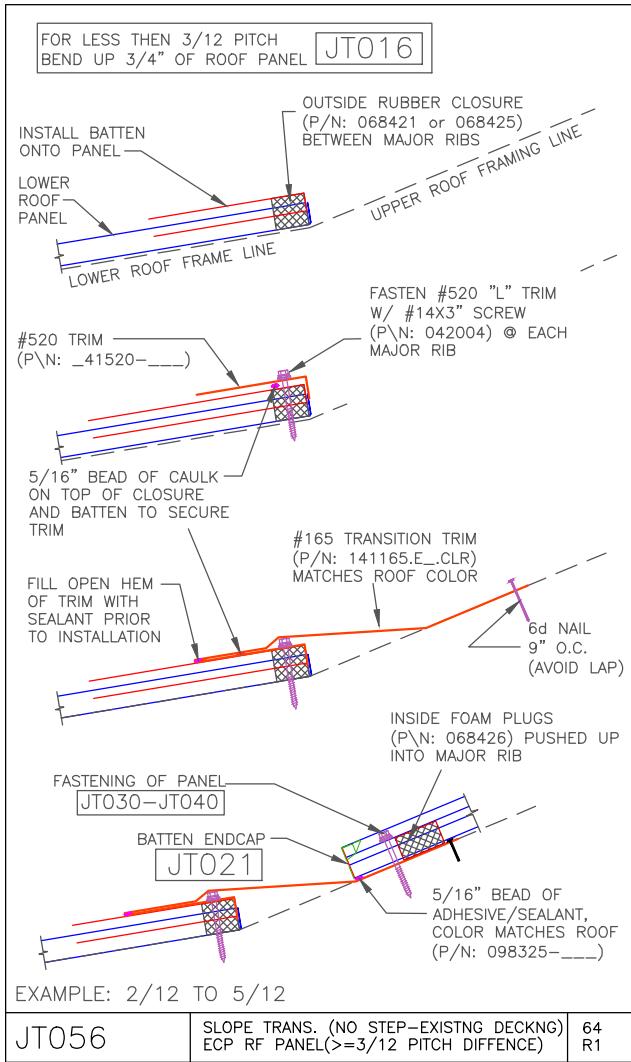 FOR LESS THEN 3/12 PITCH
BEND UP 3/4" OF ROOF PANEL
JT016
OUTSIDE RUBBER CLOSURE
(P/N: 068421 or 068425)
BETWEEN MAJOR RIBS
INSTALL BATTEN
ONTO PANEL
LOWER
ROOF
PANEL
UPPER ROOF FRAMING LINE
LOWER ROOF FRAME LINE
FASTEN #520 "L" TRIM
W/ #14X3" SCREW
(P\N: 042004) @ EACH
MAJOR RIB
#520 TRIM
(P\N: _41520-___)
5/16" BEAD OF CAULK
ON TOP OF CLOSURE
AND BATTEN TO SECURE
TRIM
#165 TRANSITION TRIM
(P/N: 141165.E_.CLR)
MATCHES ROOF COLOR
FILL OPEN HEM
OF TRIM WITH
SEALANT PRIOR
TO INSTALLATION
6d NAIL
9" O.C.
(AVOID LAP)
INSIDE FOAM PLUGS
(P\N: 068426) PUSHED UP
INTO MAJOR RIB
FASTENING OF PANEL
JT030-JT040
BATTEN ENDCAP
JT021
5/16" BEAD OF
ADHESIVE/SEALANT,
COLOR MATCHES ROOF
(P/N: 098325-___)
EXAMPLE: 2/12 TO 5/12
JT056
SLOPE TRANS. (NO STEP-EXISTNG DECKNG)
ECP RF PANEL(>=3/12 PITCH DIFFENCE)
64
R1